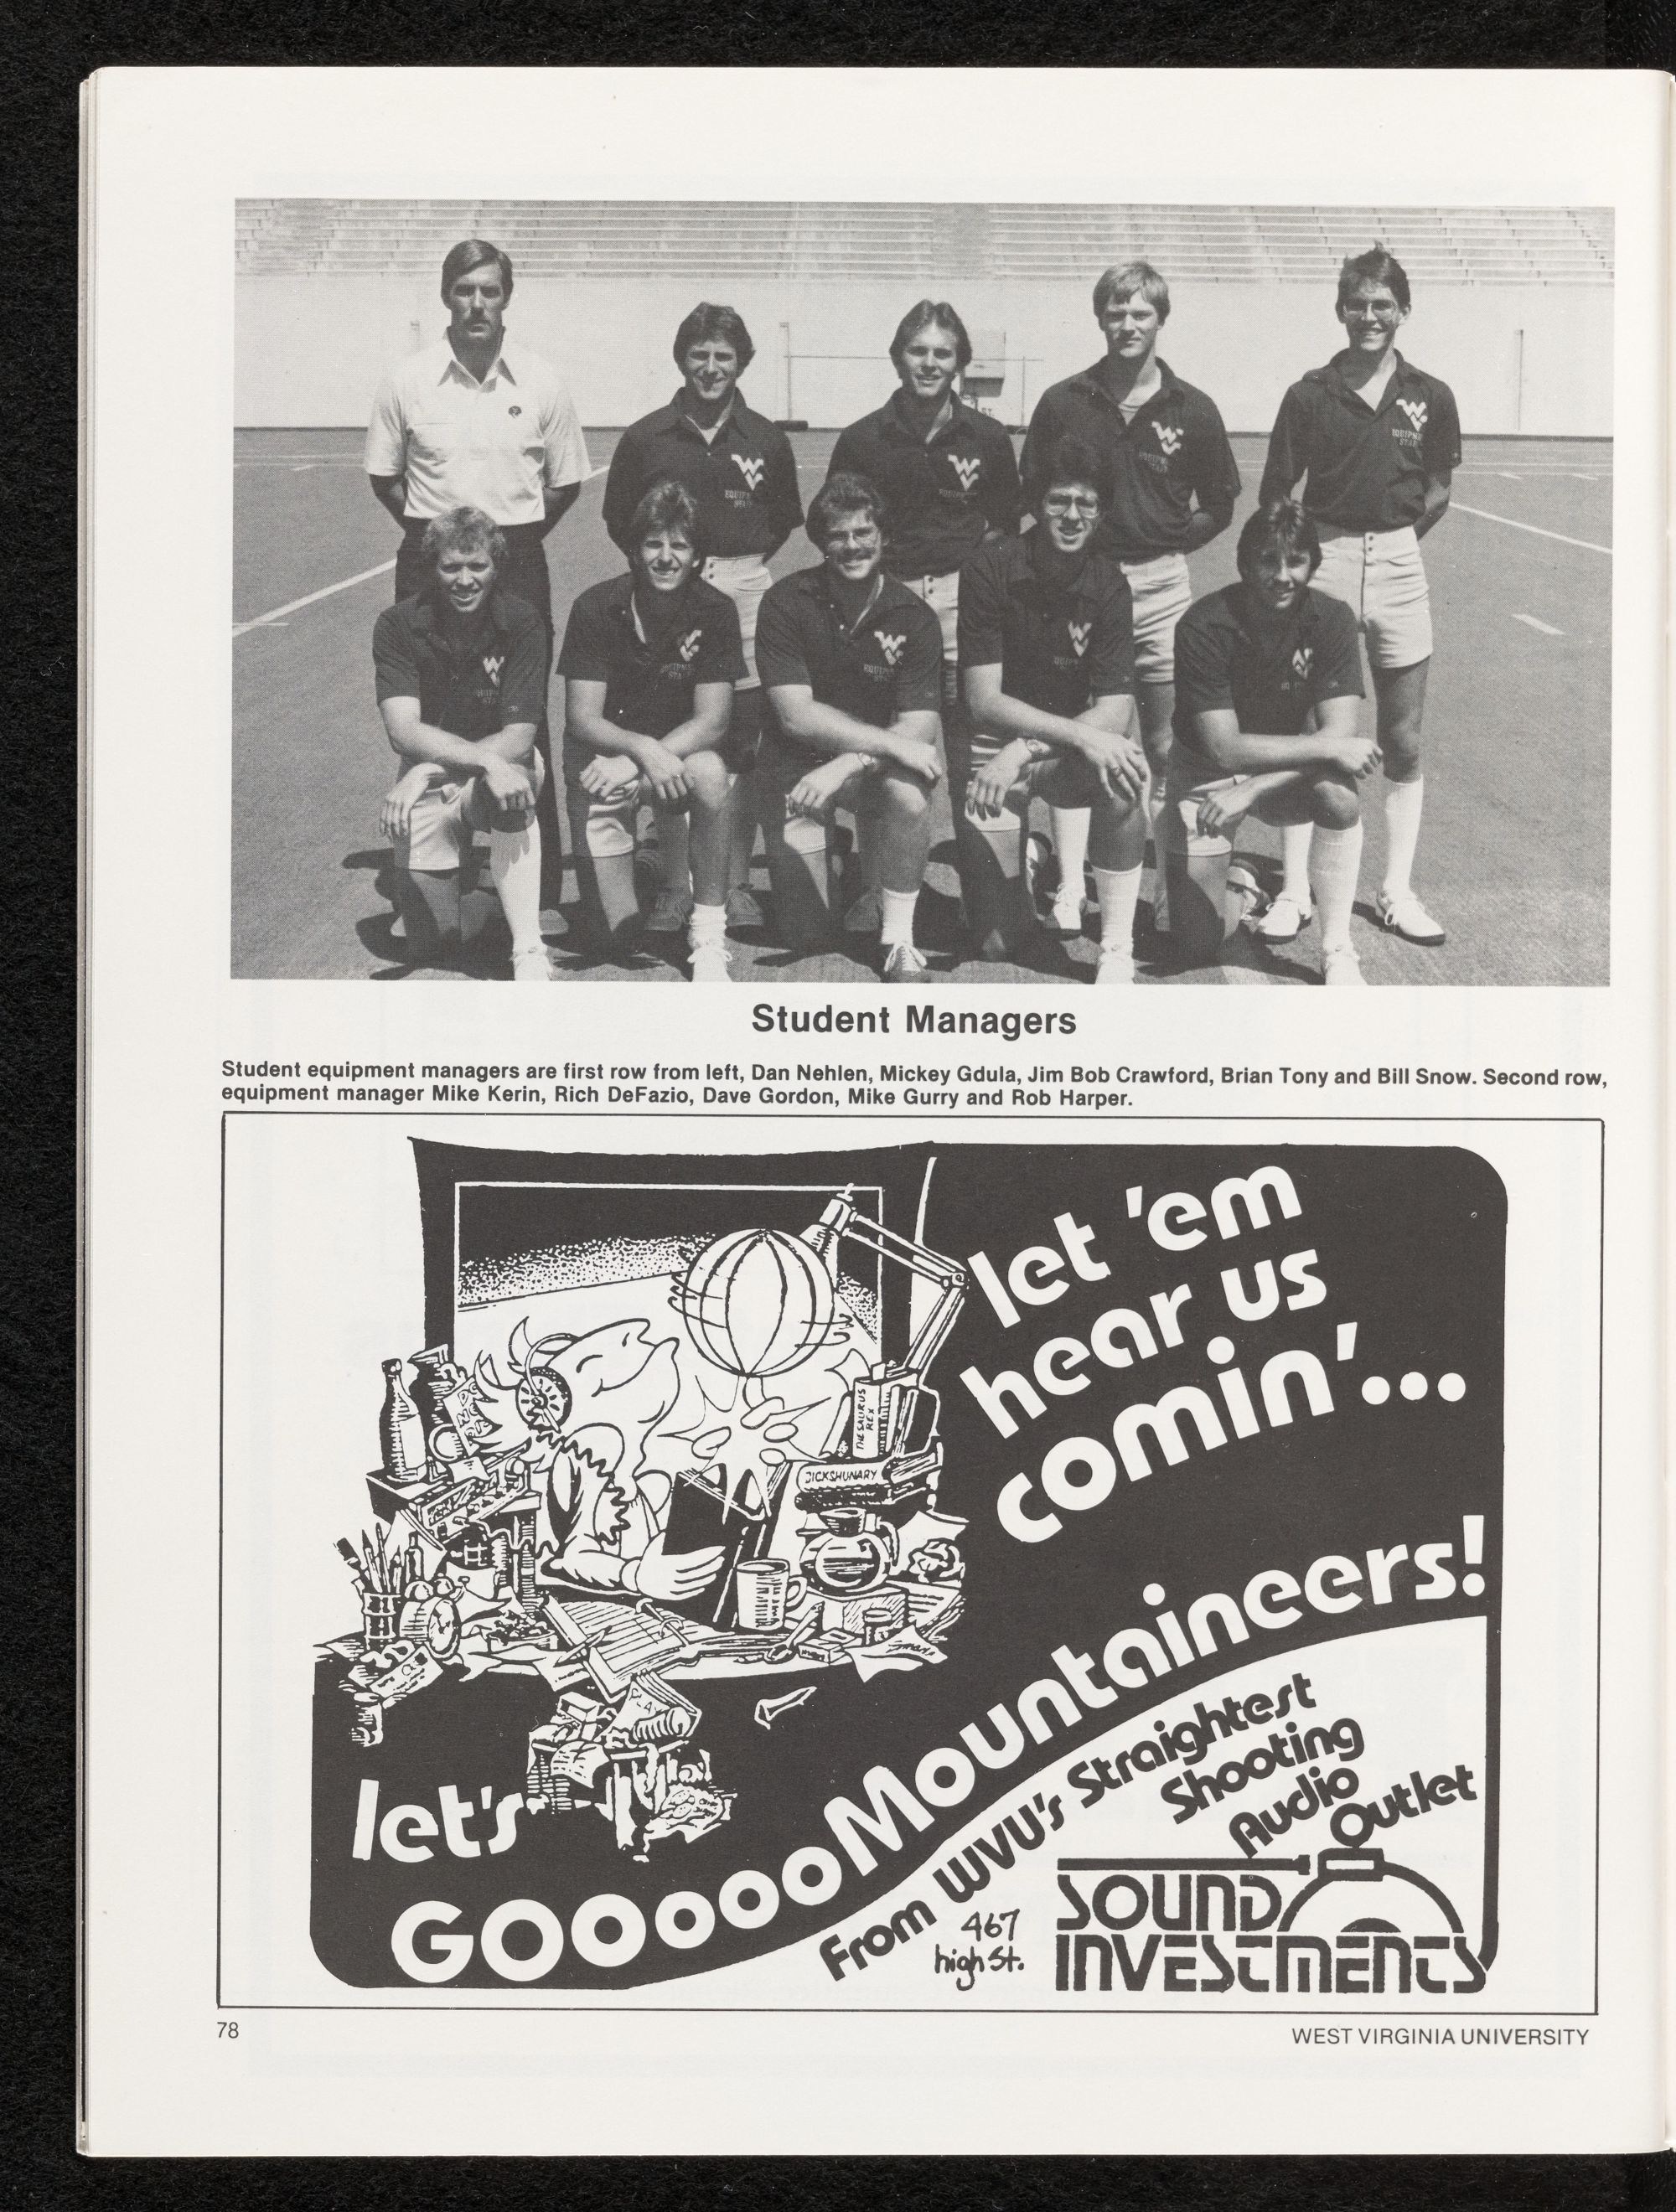 Student Managers
Student equipment managers are first row from left, Dan Nehlen, Mickey Gdula, Jim Bob Crawford, Brian Tony and Bill Snow. Second row,
equipment manager Mike Kerin, Rich DeFazio, Dave Gordon, Mike Gurry and Rob Harper.
let 'em
hear us
comin'...
THESAURUS
REX
DICKSHUNARY
let's
GOooooMountaineers!
From WVU's Straightest
Shooting
Audio
Outlet
467
high St.
SOUND
INVESTMENTS
78
WEST VIRGINIA UNIVERSITY